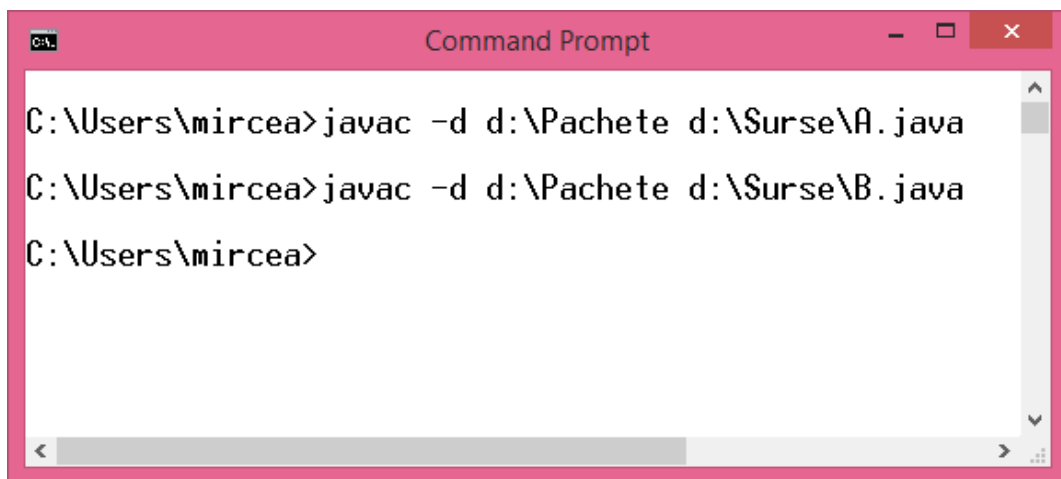 Command Prompt
C:\Users\mircea>javac -d d:\Pachete d:\Surse\A.java
C:\Users\mircea>javac -d d:\Pachete d:\Surse\B.java
C:\Users\mircea>